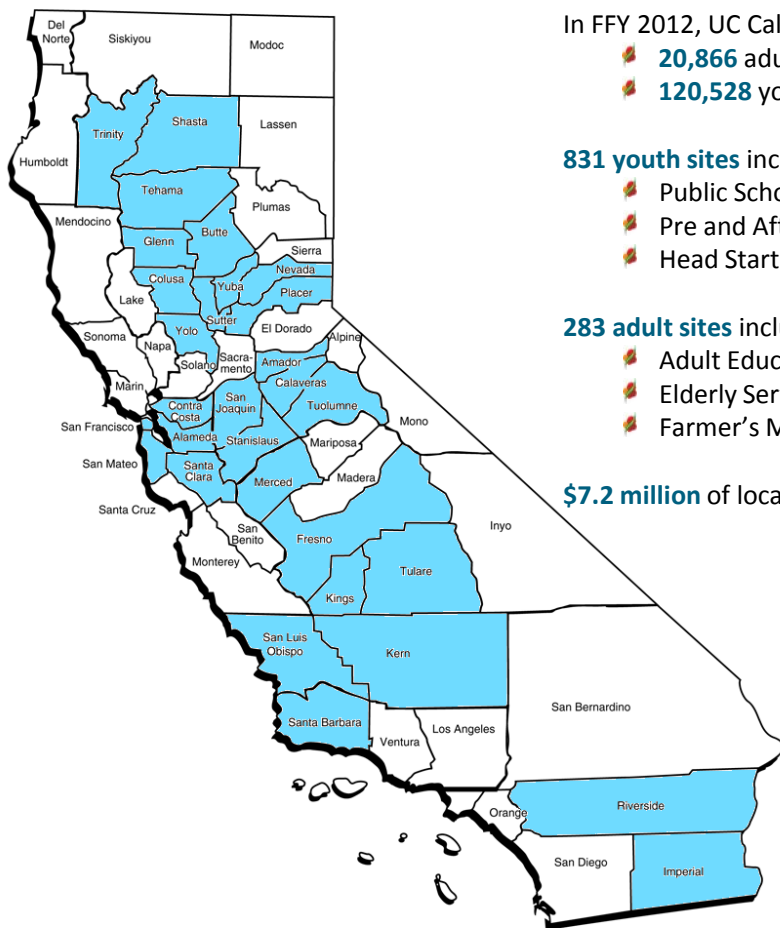 In FFY 2012, UC Cal
20,866 adu
120,528 yo
831 youth sites inc
Public Scho
Pre and Aft
Head Start
283 adult sites inclu
Adult Educ
Elderly Ser
Farmer's M
$7.2 million of loca
Del
Norte
Siskiyou
Modoc
Trinity
Shasta
Lassen
Humboldt
Tehama
Plumas
Mendocino
Glenn
Butte
Sierra
Colusa
Yuba
Nevada
Placer
Lake
Sutter
Yolo
El Dorado
Alpine
Sonoma
Napa
Solano
Sacra-
mento
Amador
Marin
Calaveras
Contra
Costa
San
Joaquin
Tuolumne
Mono
San Francisco
Alameda
Stanislaus
Mariposa
San Mateo
Santa
Clara
Merced
Madera
Santa Cruz
San
Benito
Fresno
Inyo
Monterey
Tulare
Kings
San Luis
Obispo
Kern
San Bernardino
Santa Barbara
Ventura
Los Angeles
Orange
Riverside
San Diego
Imperial